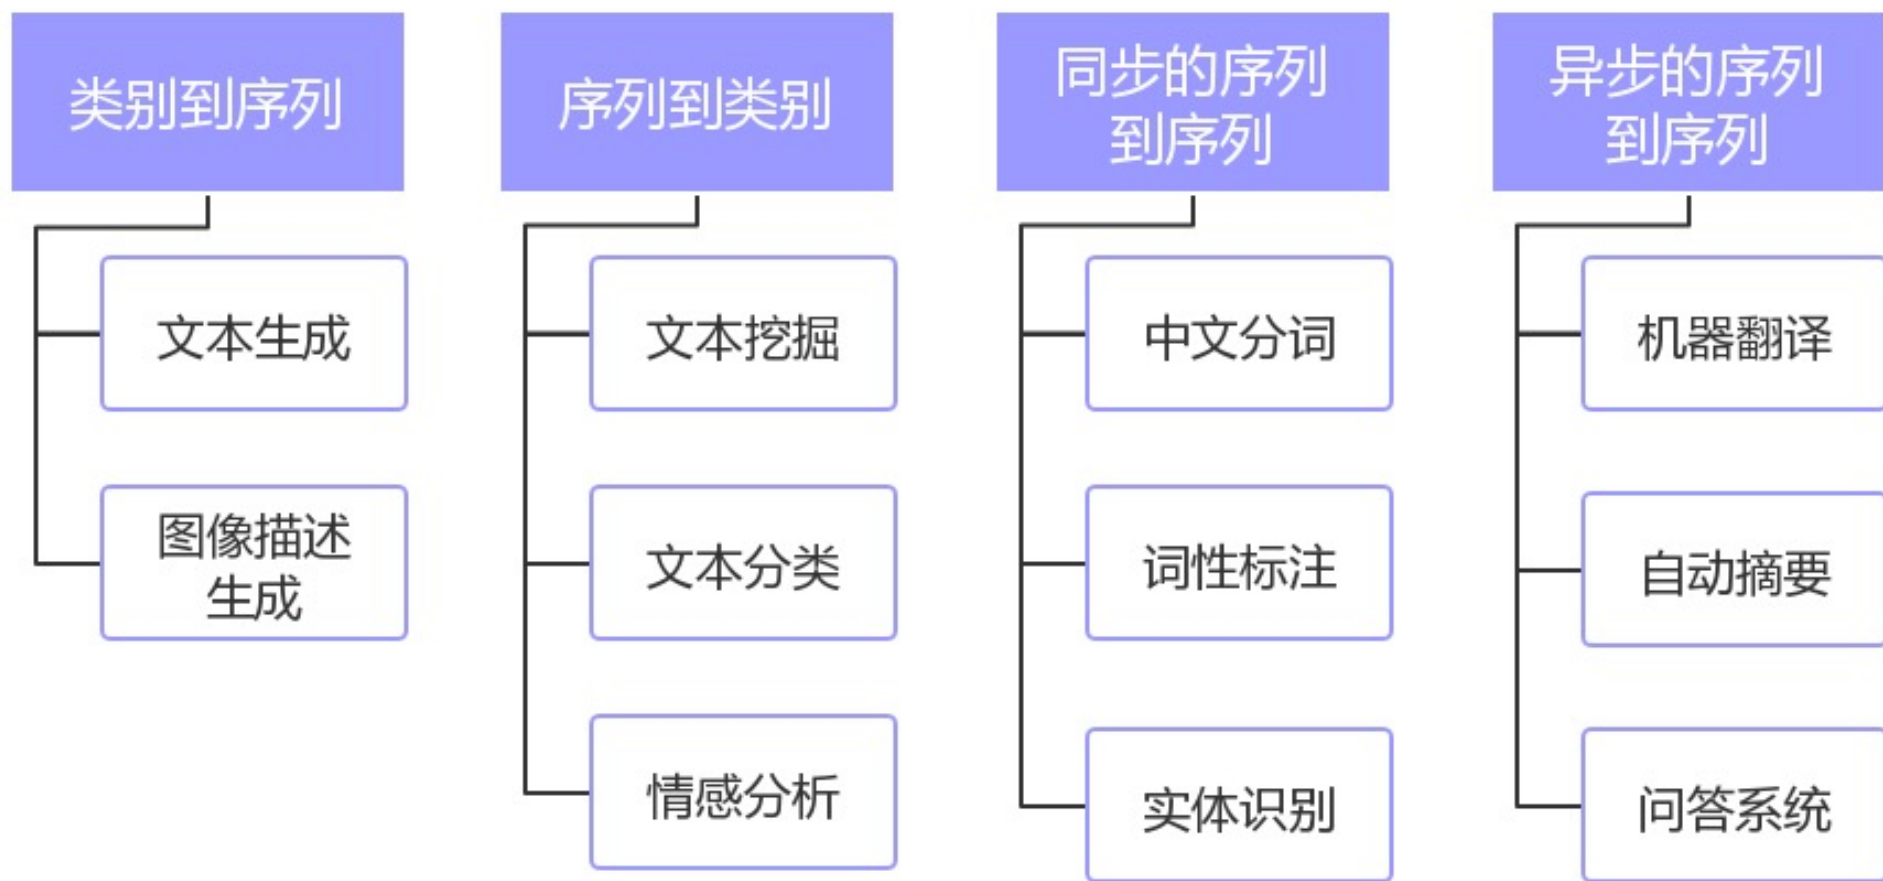 类别到序列
文本生成
图像描述
生成
序列到类别
文本挖掘
文本分类
情感分析
同步的序列
到序列
中文分词
词性标注
实体识别
异步的序列
到序列
机器翻译
自动摘要
问答系统